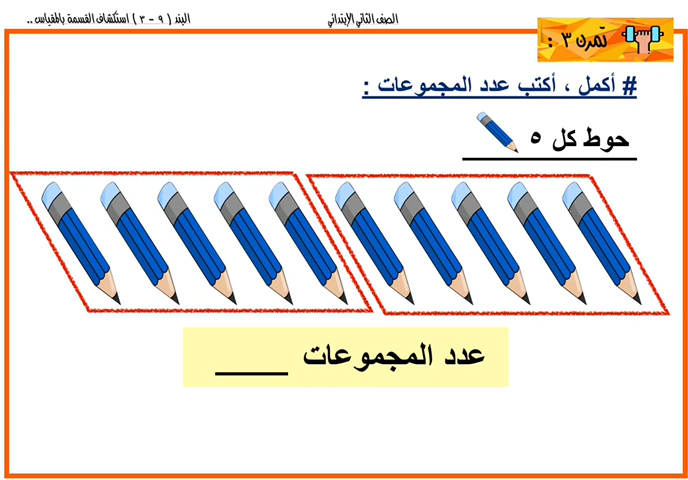 البند ( ٩ - ٣ ) استكشاف القسمة بالمقياس ..
الصف الثاني الإبتدائي
تمرن ٣ :
# أكمل ، أكتب عدد المجموعات :
حوط كل ٥
عدد المجموعات ____